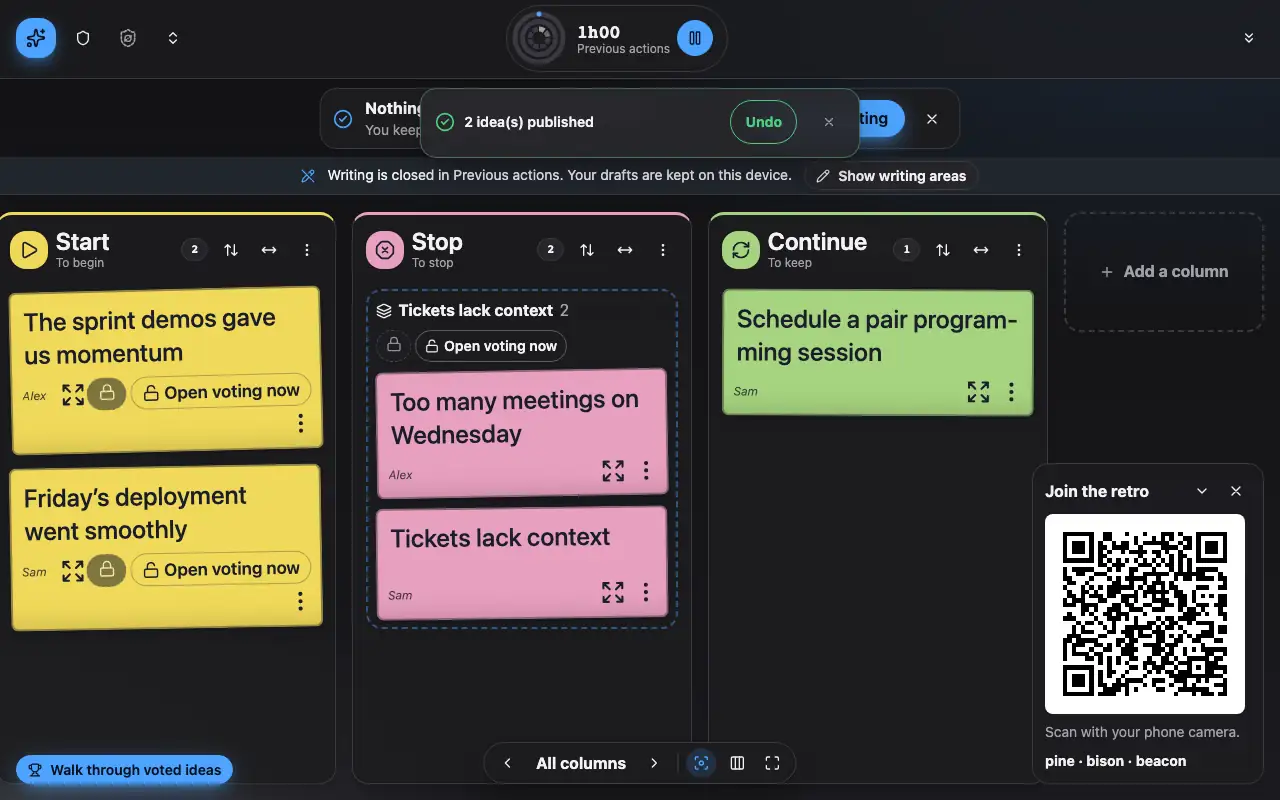 1h00
Previous actions
Nothing
You keep
2 idea(s) published
Undo
ting
Writing is closed in Previous actions. Your drafts are kept on this device.
Show writing areas
Start
To begin
2
The sprint demos gave
us momentum
Alex
Open voting now
Friday’s deployment
went smoothly
Sam
Open voting now
Stop
To stop
2
Tickets lack context 2
Open voting now
Too many meetings on
Wednesday
Alex
Tickets lack context
Sam
Continue
To keep
1
Schedule a pair program-
ming session
Sam
+ Add a column
Join the retro
Scan with your phone camera.
pine · bison · beacon
Walk through voted ideas
All columns